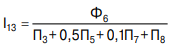 I₁₃ = Ф₆ / (П₃ + 0,5П₅ + 0,1П₇ + П₈)